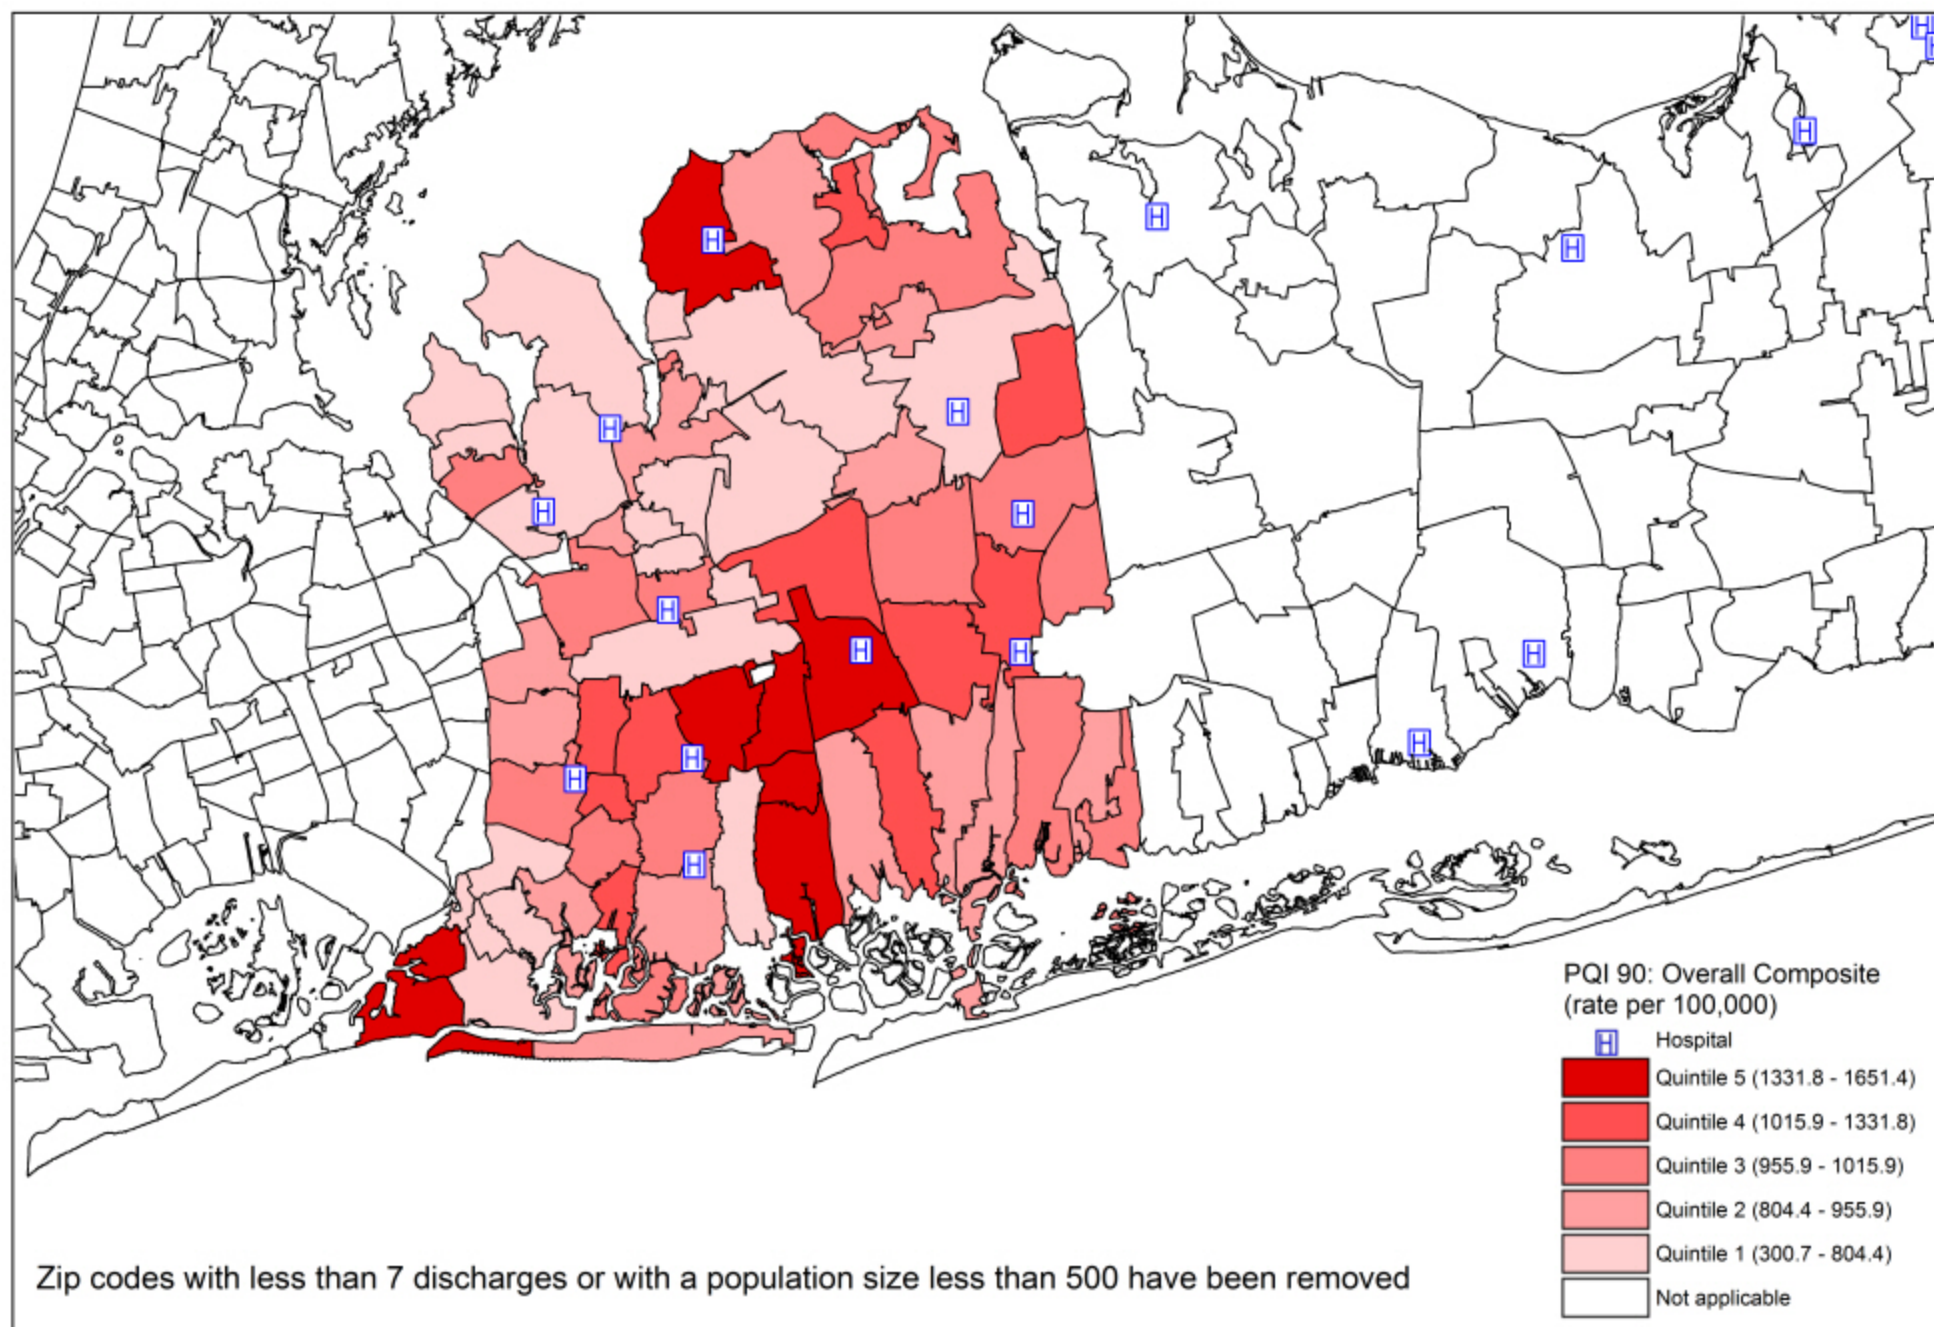 PQI 90: Overall Composite
(rate per 100,000)
H Hospital
Quintile 5 (1331.8 - 1651.4)
Quintile 4 (1015.9 - 1331.8)
Quintile 3 (955.9 - 1015.9)
Quintile 2 (804.4 - 955.9)
Quintile 1 (300.7 - 804.4)
Not applicable
Zip codes with less than 7 discharges or with a population size less than 500 have been removed